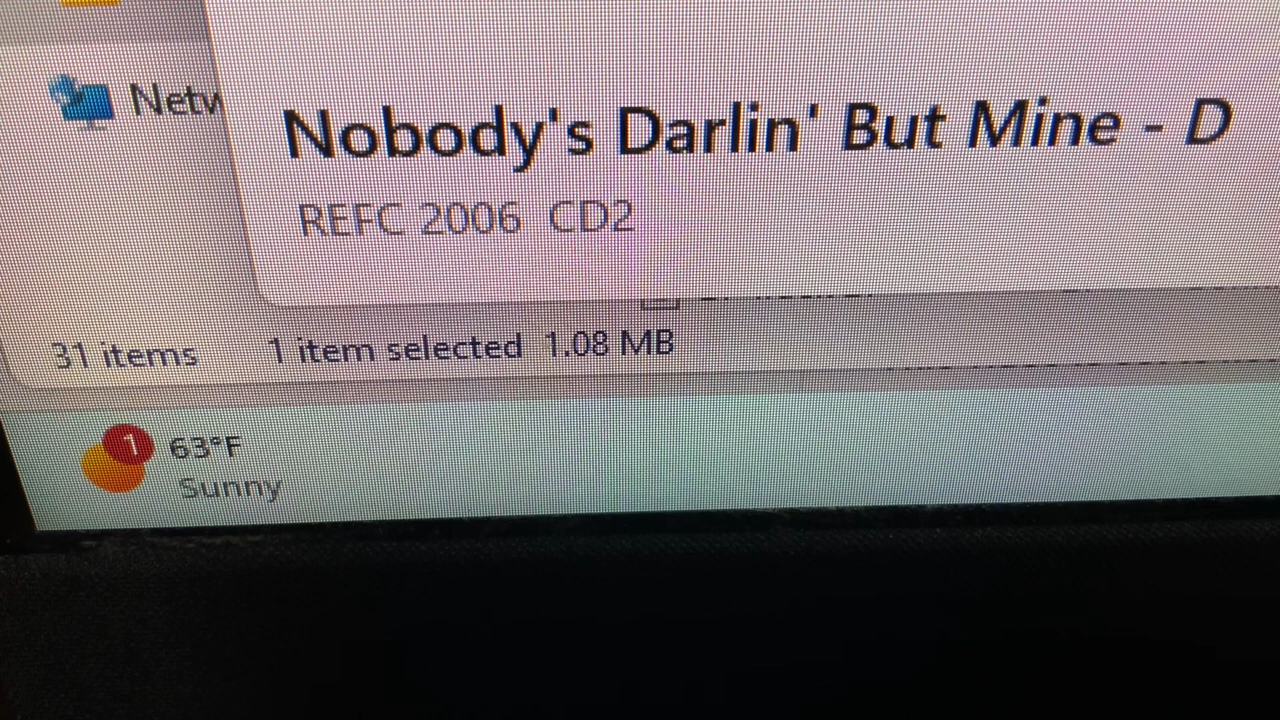 Netw
Nobody's Darlin' But Mine - D
REFC 2006 CD2
31 items 1 item selected 1.08 MB
1
63°F
Sunny